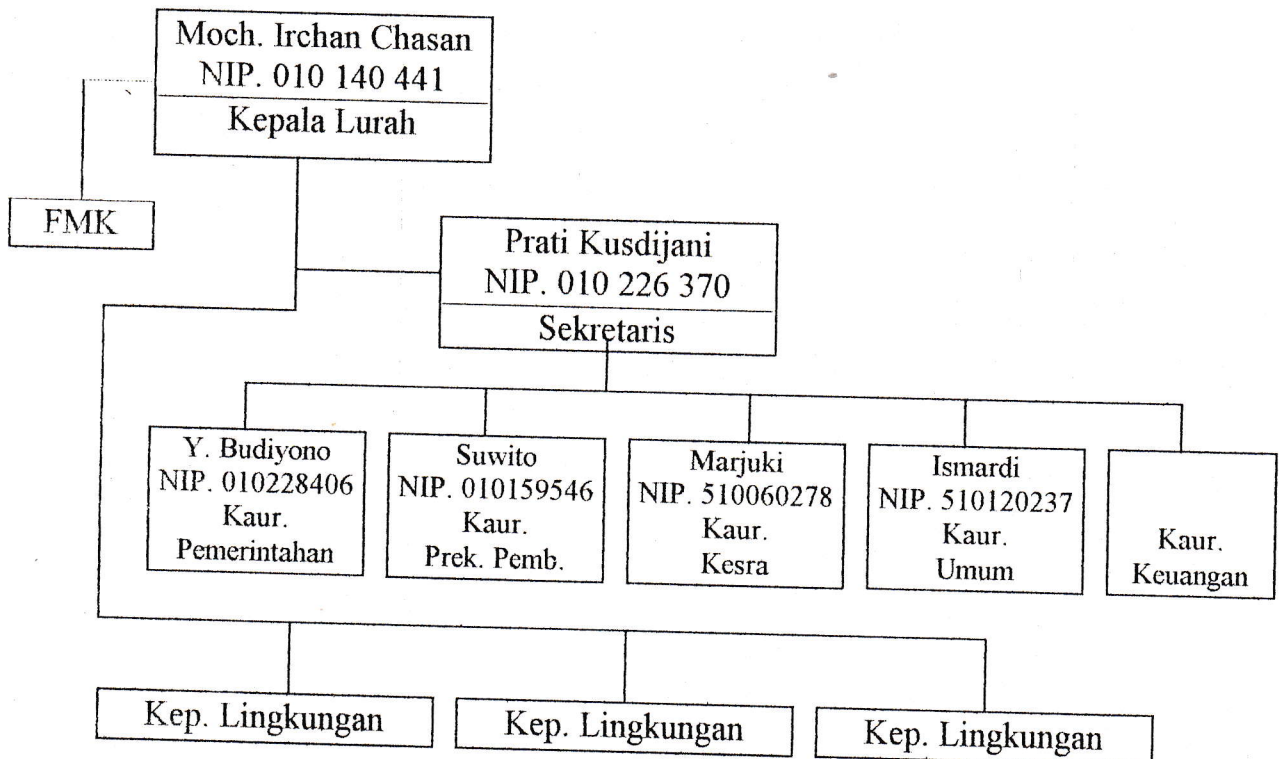 Moch. Irchan Chasan
NIP. 010 140 441
Kepala Lurah
FMK
Prati Kusdijani
NIP. 010 226 370
Sekretaris
Y. Budiyono
NIP. 010228406
Kaur.
Pemerintahan
Suwito
NIP. 010159546
Kaur.
Prek. Pemb.
Marjuki
NIP. 510060278
Kaur.
Kesra
Ismardi
NIP. 510120237
Kaur.
Umum
Kaur.
Keuangan
Kep. Lingkungan
Kep. Lingkungan
Kep. Lingkungan